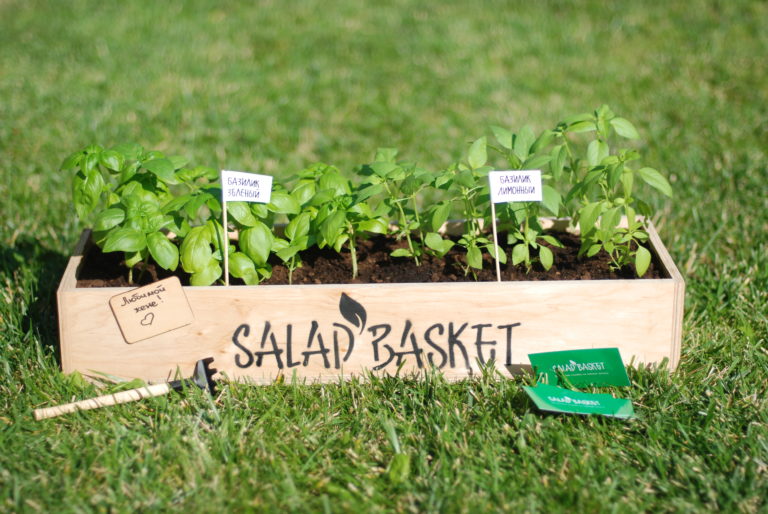 БАЗИЛИК
ЗЕЛЕНЫЙ
БАЗИЛИК
ЛИМОННЫЙ
Любимой
жене!
SALAD BASKET
SALAD BASKET
SALAD BASKET